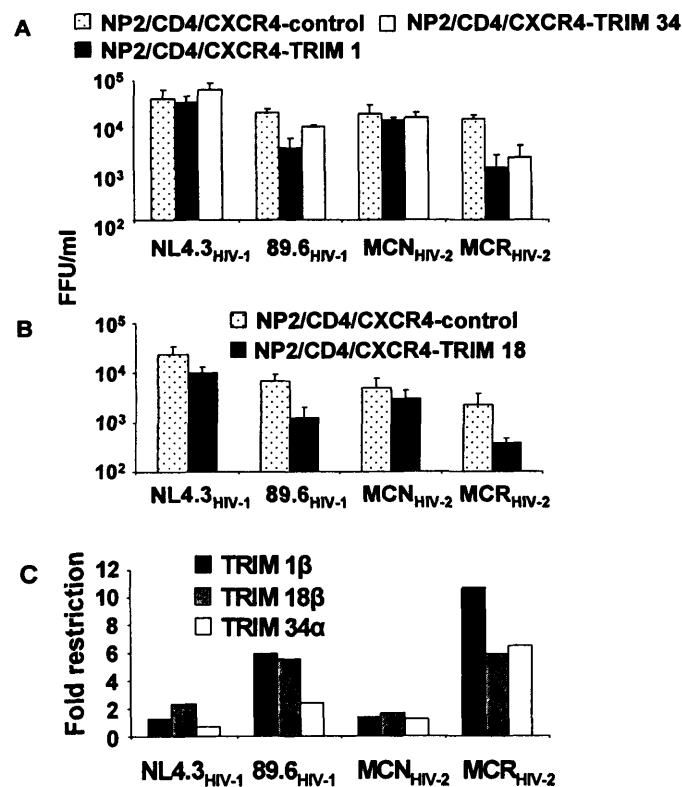 A
NP2/CD4/CXCR4-control NP2/CD4/CXCR4-TRIM 34
NP2/CD4/CXCR4-TRIM 1
10⁵
10⁴
10³
10²
NL4.3HIV-1 89.6HIV-1 MCNHIV-2 MCRHIV-2
FFU/ml
B
NP2/CD4/CXCR4-control
NP2/CD4/CXCR4-TRIM 18
10⁵
10⁴
10³
10²
NL4.3HIV-1 89.6HIV-1 MCNHIV-2 MCRHIV-2
C
Fold restriction
TRIM 1β
TRIM 18β
TRIM 34α
12
10
8
6
4
2
0
NL4.3HIV-1 89.6HIV-1 MCNHIV-2 MCRHIV-2